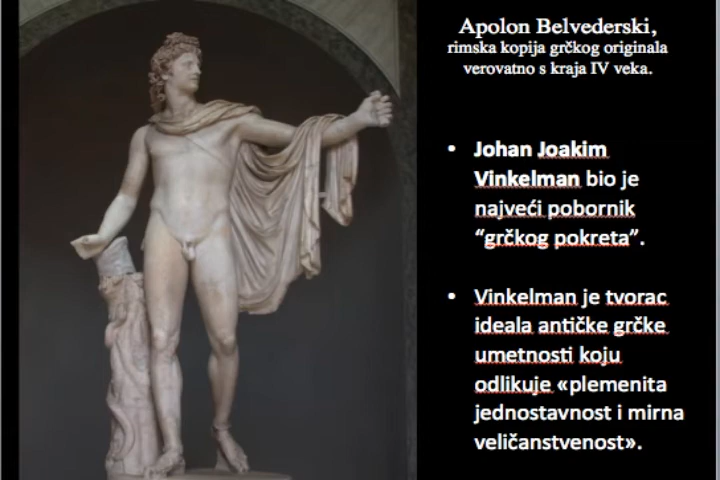 Apolon Belvederski,
rimska kopija grčkog originala
verovatno s kraja IV veka.
• Johan Joakim
Vinkelman bio je
najveći pobornik
“grčkog pokreta”.
• Vinkelman je tvorac
ideala antičke grčke
umetnosti koju
odlikuje «plemenita
jednostavnost i mirna
veličanstvenost».